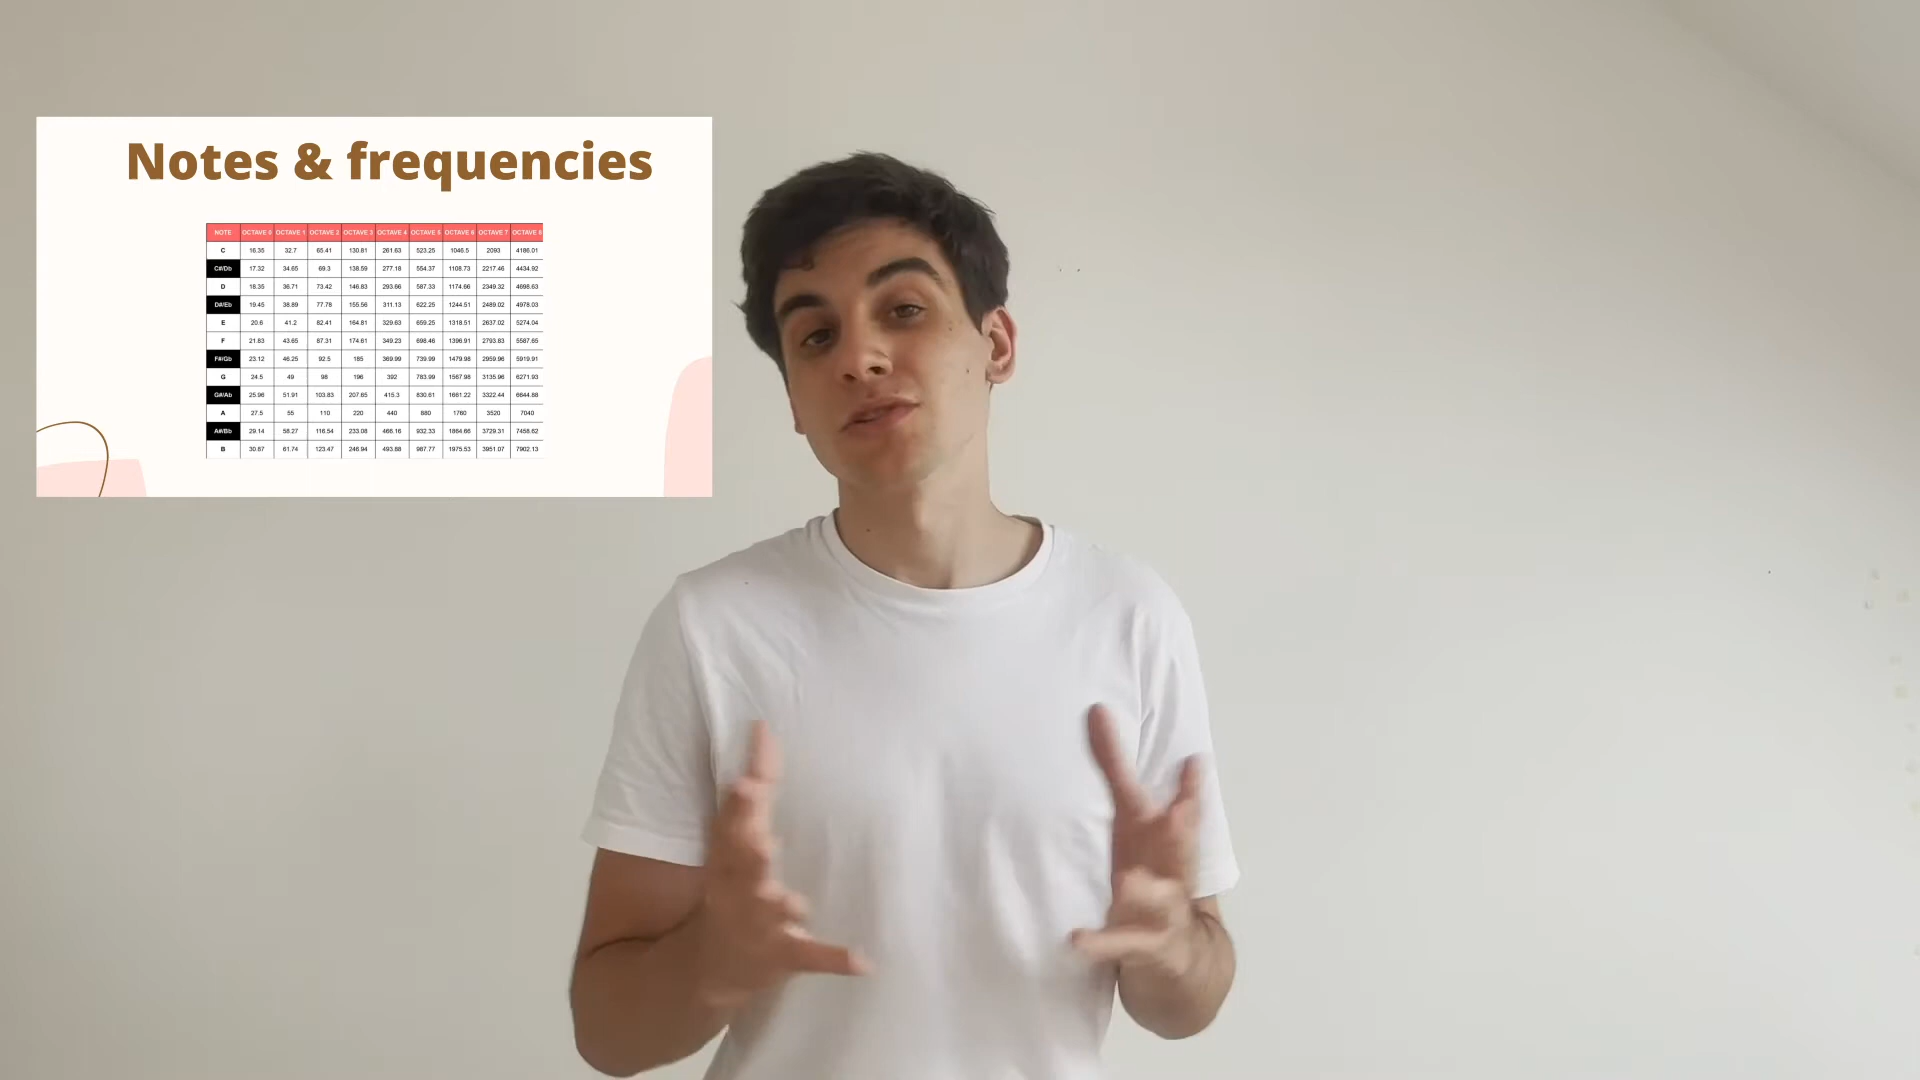 Notes & frequencies
NOTE OCTAVE 0 OCTAVE 1 OCTAVE 2 OCTAVE 3 OCTAVE 4 OCTAVE 5 OCTAVE 6 OCTAVE 7 OCTAVE 8
C 16.35 32.7 65.41 130.81 261.63 523.25 1046.5 2093 4186.01
C#/Db 17.32 34.65 69.3 138.59 277.18 554.37 1108.73 2217.46 4434.92
D 18.35 36.71 73.42 146.83 293.66 587.33 1174.66 2349.32 4698.63
D#/Eb 19.45 38.89 77.78 155.56 311.13 622.25 1244.51 2489.02 4978.03
E 20.6 41.2 82.41 164.81 329.63 659.25 1318.51 2637.02 5274.04
F 21.83 43.65 87.31 174.61 349.23 698.46 1396.91 2793.83 5587.65
F#/Gb 23.12 46.25 92.5 185 369.99 739.99 1479.98 2959.96 5919.91
G 24.5 49 98 196 392 783.99 1567.98 3135.96 6271.93
G#/Ab 25.96 51.91 103.83 207.65 415.3 830.61 1661.22 3322.44 6644.88
A 27.5 55 110 220 440 880 1760 3520 7040
A#/Bb 29.14 58.27 116.54 233.08 466.16 932.33 1864.66 3729.31 7458.62
B 30.87 61.74 123.47 246.94 493.88 987.77 1975.53 3951.07 7902.13